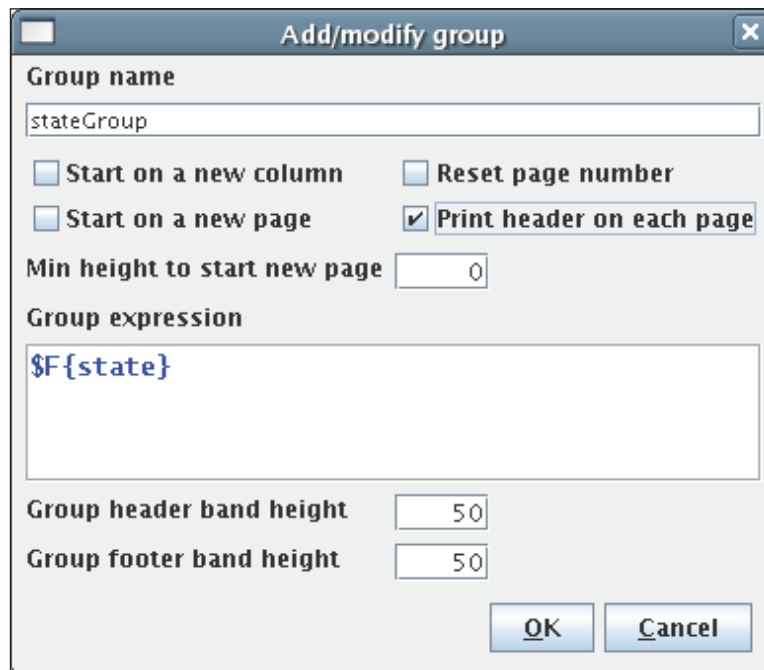 Add/modify group
Group name
stateGroup
Start on a new column Reset page number
Start on a new page Print header on each page
Min height to start new page 0
Group expression
$F{state}
Group header band height 50
Group footer band height 50
OK Cancel